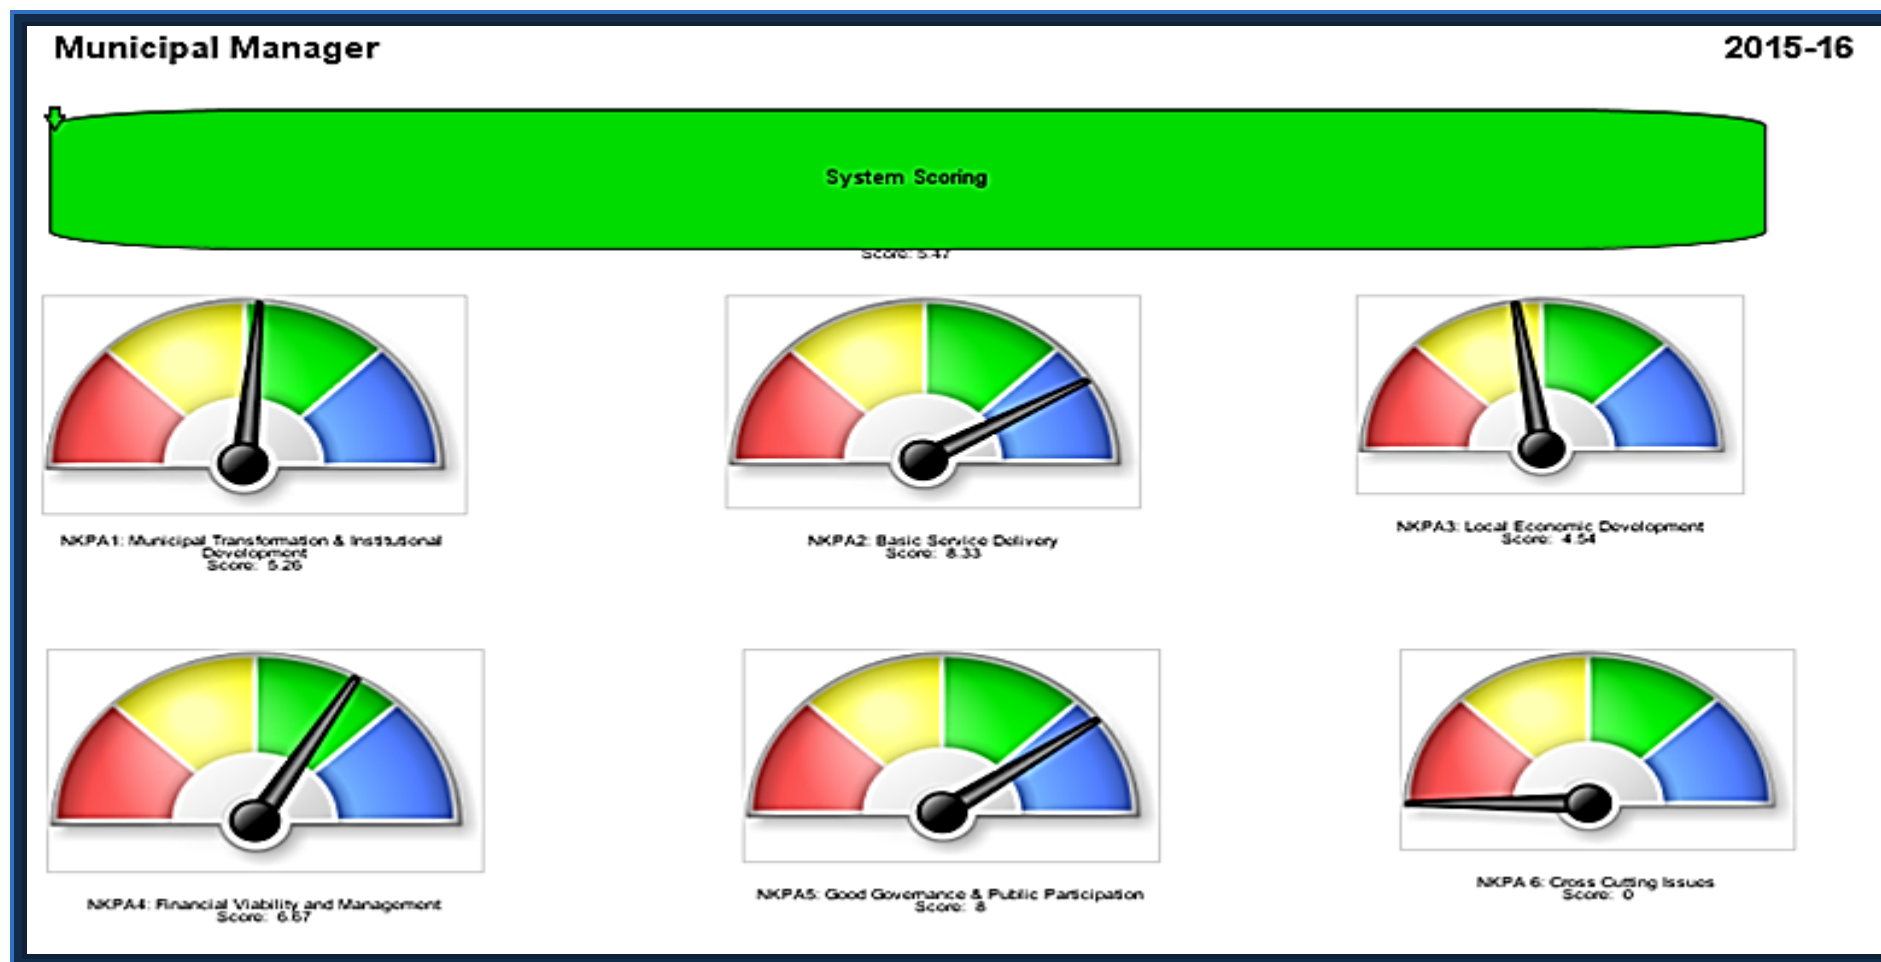 Municipal Manager
2015-16
System Scoring
Score: 5.47
NKPA1: Municipal Transformation & Institutional
Development
Score: 5.26
NKPA2: Basic Service Delivery
Score: 8.33
NKPA3: Local Economic Development
Score: 4.54
NKPA4: Financial Viability and Management
Score: 6.67
NKPA5: Good Governance & Public Participation
Score: 8
NKPA 6: Cross Cutting Issues
Score: 0